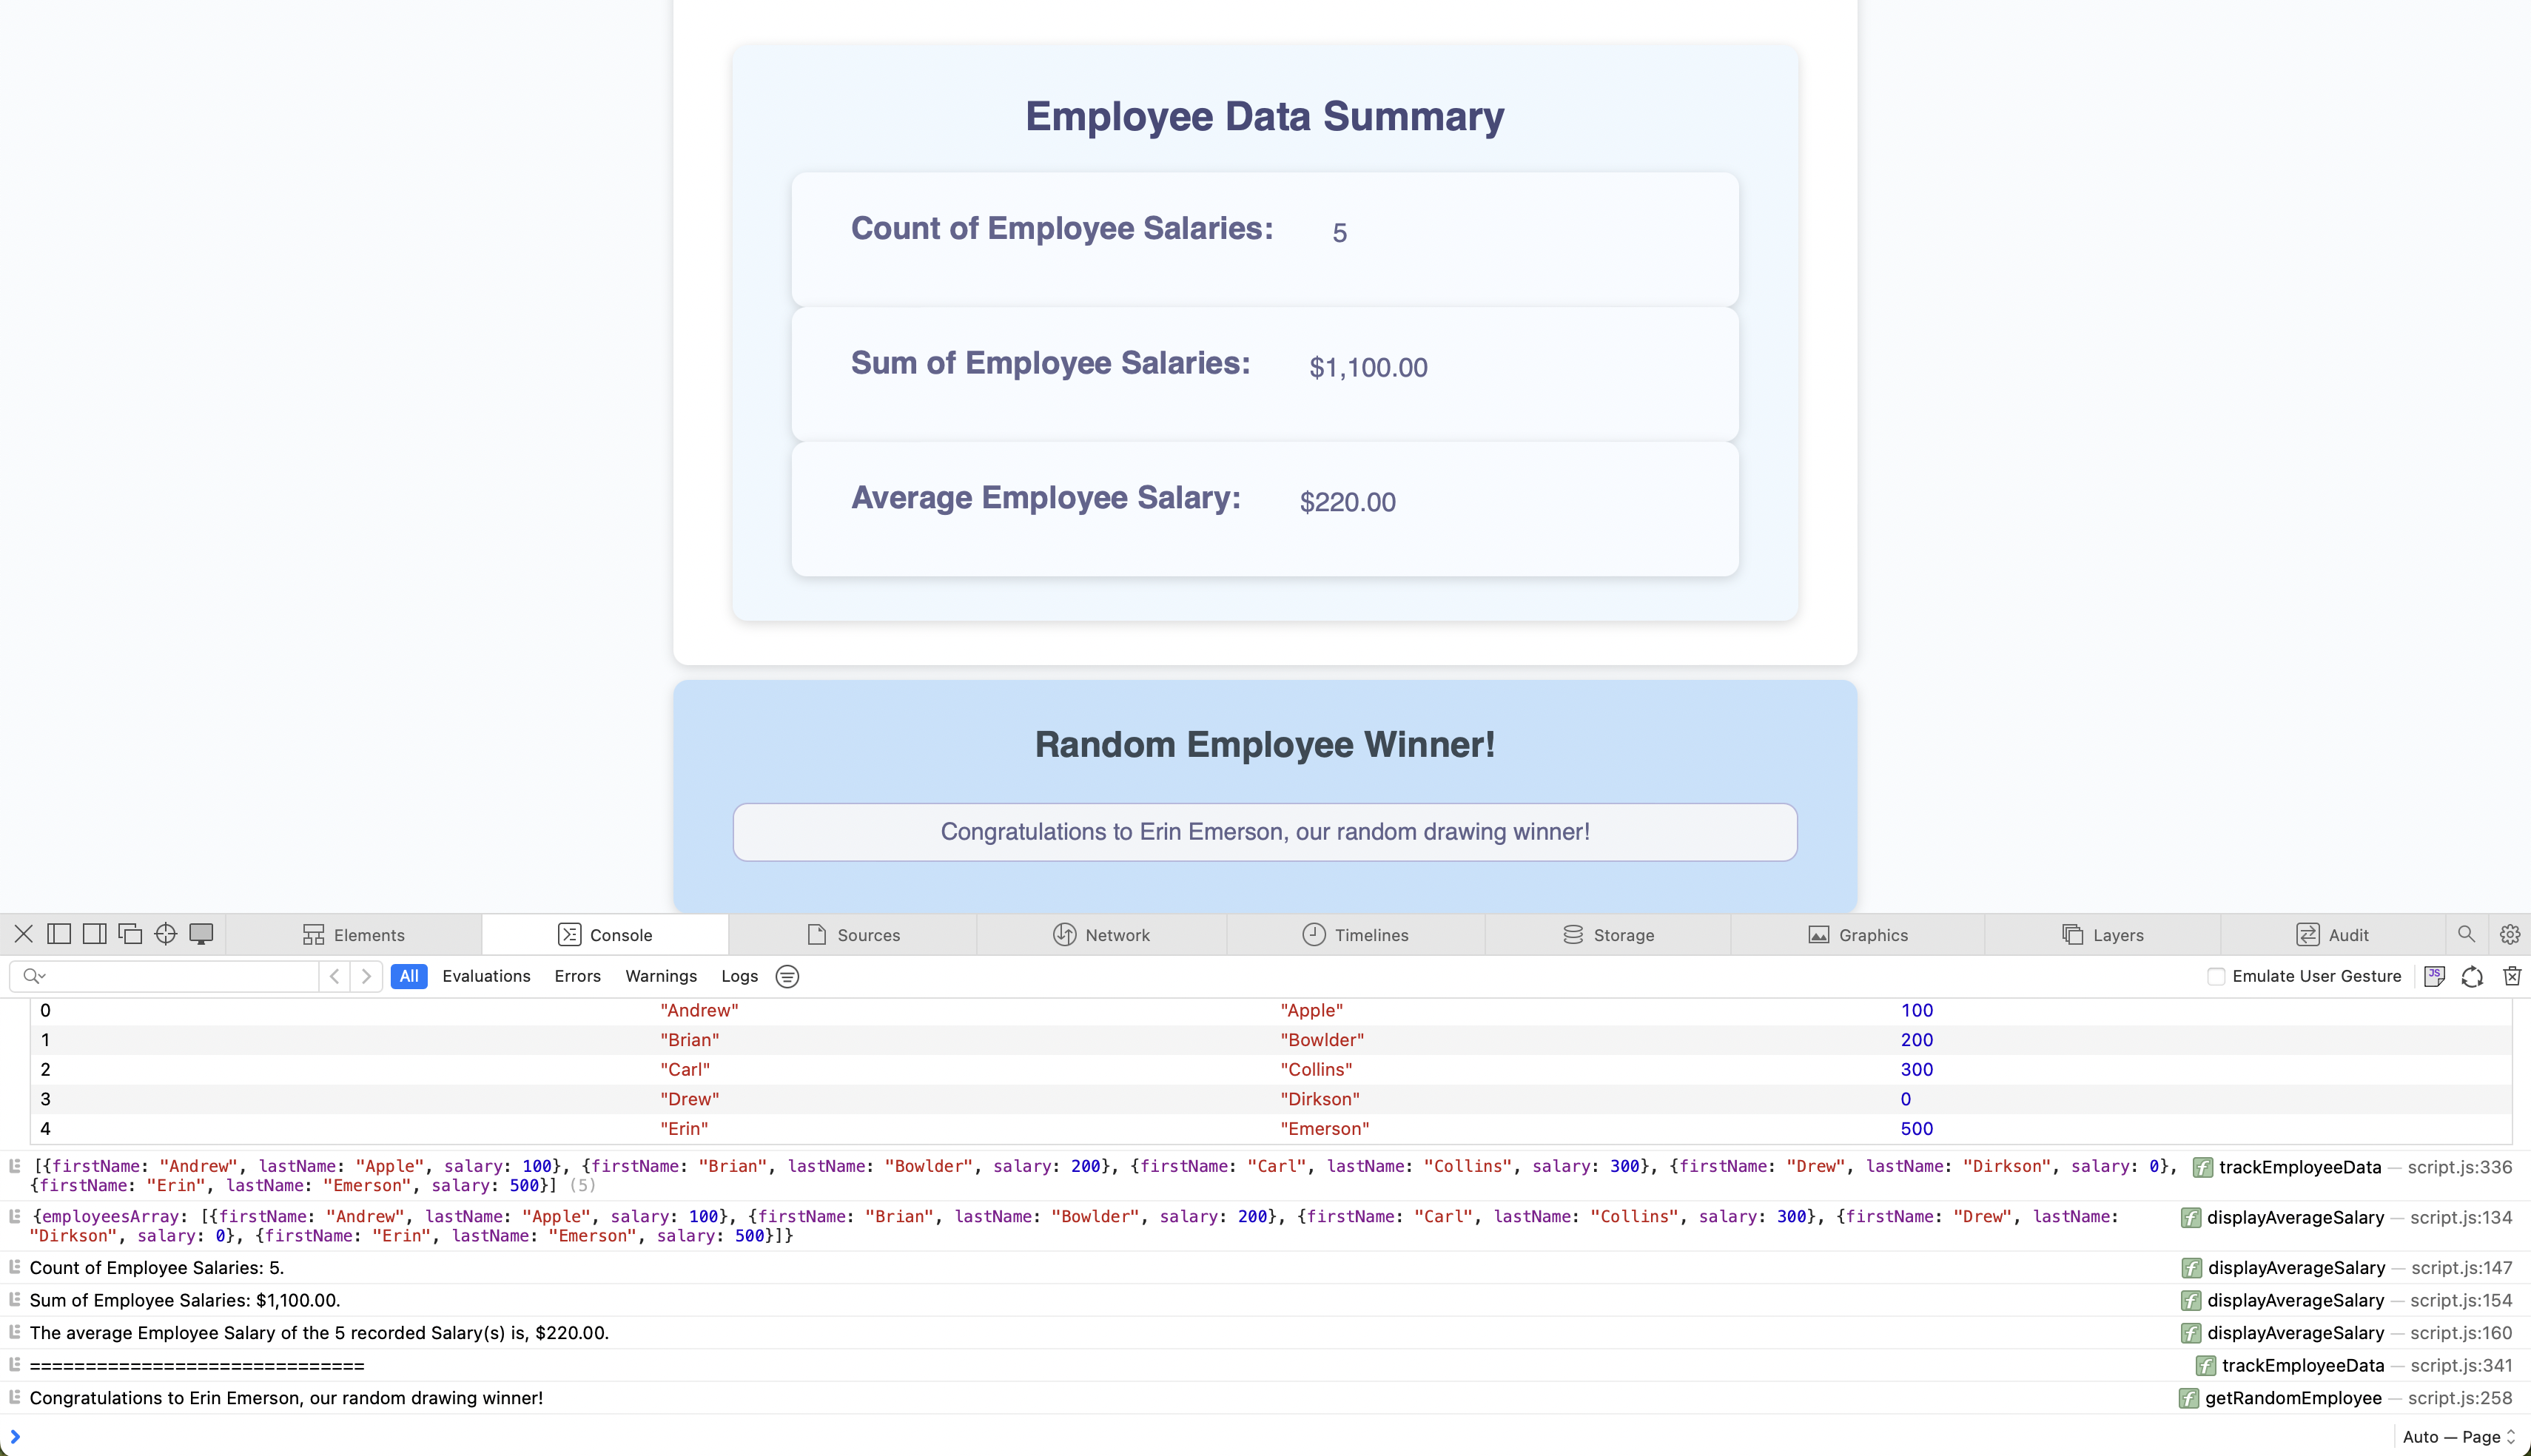 Employee Data Summary
Count of Employee Salaries: 5
Sum of Employee Salaries: $1,100.00
Average Employee Salary: $220.00
Random Employee Winner!
Congratulations to Erin Emerson, our random drawing winner!
Elements Console Sources Network Timelines Storage Graphics Layers Audit
All Evaluations Errors Warnings Logs Emulate User Gesture JS
0 "Andrew" "Apple" 100
1 "Brian" "Bowlder" 200
2 "Carl" "Collins" 300
3 "Drew" "Dirkson" 0
4 "Erin" "Emerson" 500
[{firstName: "Andrew", lastName: "Apple", salary: 100}, {firstName: "Brian", lastName: "Bowlder", salary: 200}, {firstName: "Carl", lastName: "Collins", salary: 300}, {firstName: "Drew", lastName: "Dirkson", salary: 0}, f trackEmployeeData — script.js:336
{firstName: "Erin", lastName: "Emerson", salary: 500}] (5)
{employeesArray: [{firstName: "Andrew", lastName: "Apple", salary: 100}, {firstName: "Brian", lastName: "Bowlder", salary: 200}, {firstName: "Carl", lastName: "Collins", salary: 300}, {firstName: "Drew", lastName: f displayAverageSalary — script.js:134
"Dirkson", salary: 0}, {firstName: "Erin", lastName: "Emerson", salary: 500}]}
Count of Employee Salaries: 5. f displayAverageSalary — script.js:147
Sum of Employee Salaries: $1,100.00. f displayAverageSalary — script.js:154
The average Employee Salary of the 5 recorded Salary(s) is, $220.00. f displayAverageSalary — script.js:160
============================== f trackEmployeeData — script.js:341
Congratulations to Erin Emerson, our random drawing winner! f getRandomEmployee — script.js:258
Auto — Page